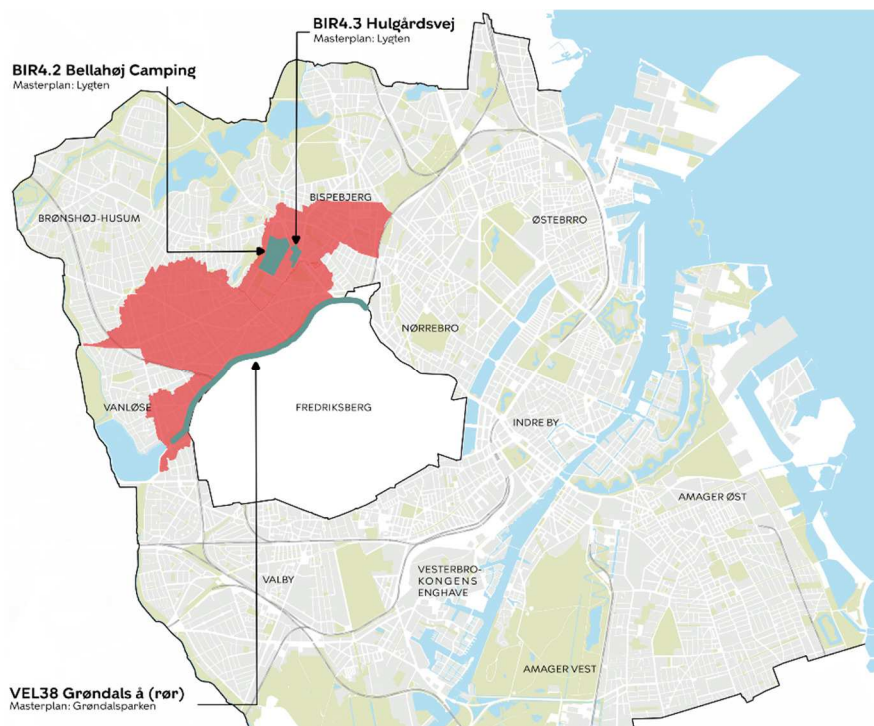 BIR4.3 Hulgårdsvej
Masterplan: Lygten
BIR4.2 Bellahøj Camping
Masterplan: Lygten
BISPEBJERG
BRØNSHØJ-HUSUM
ØSTEBRRO
NØRREBRO
VANLØSE
FREDRIKSBERG
INDRE BY
AMAGER ØST
VALBY
VESTERBRO-
KONGENS
ENGHAVE
AMAGER VEST
VEL38 Grøndals å (rør)
Masterplan: Grøndalsparken